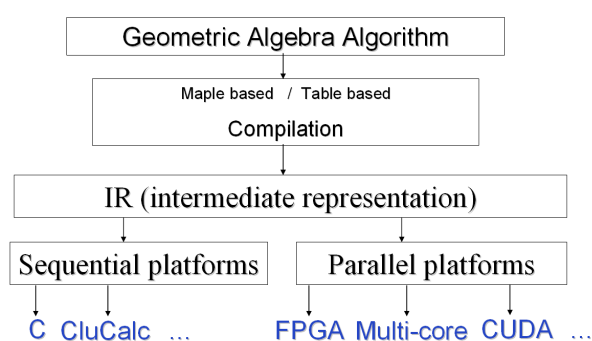 Geometric Algebra Algorithm
Maple based / Table based
Compilation
IR (intermediate representation)
Sequential platforms Parallel platforms
C CluCalc ... FPGA Multi-core CUDA ...